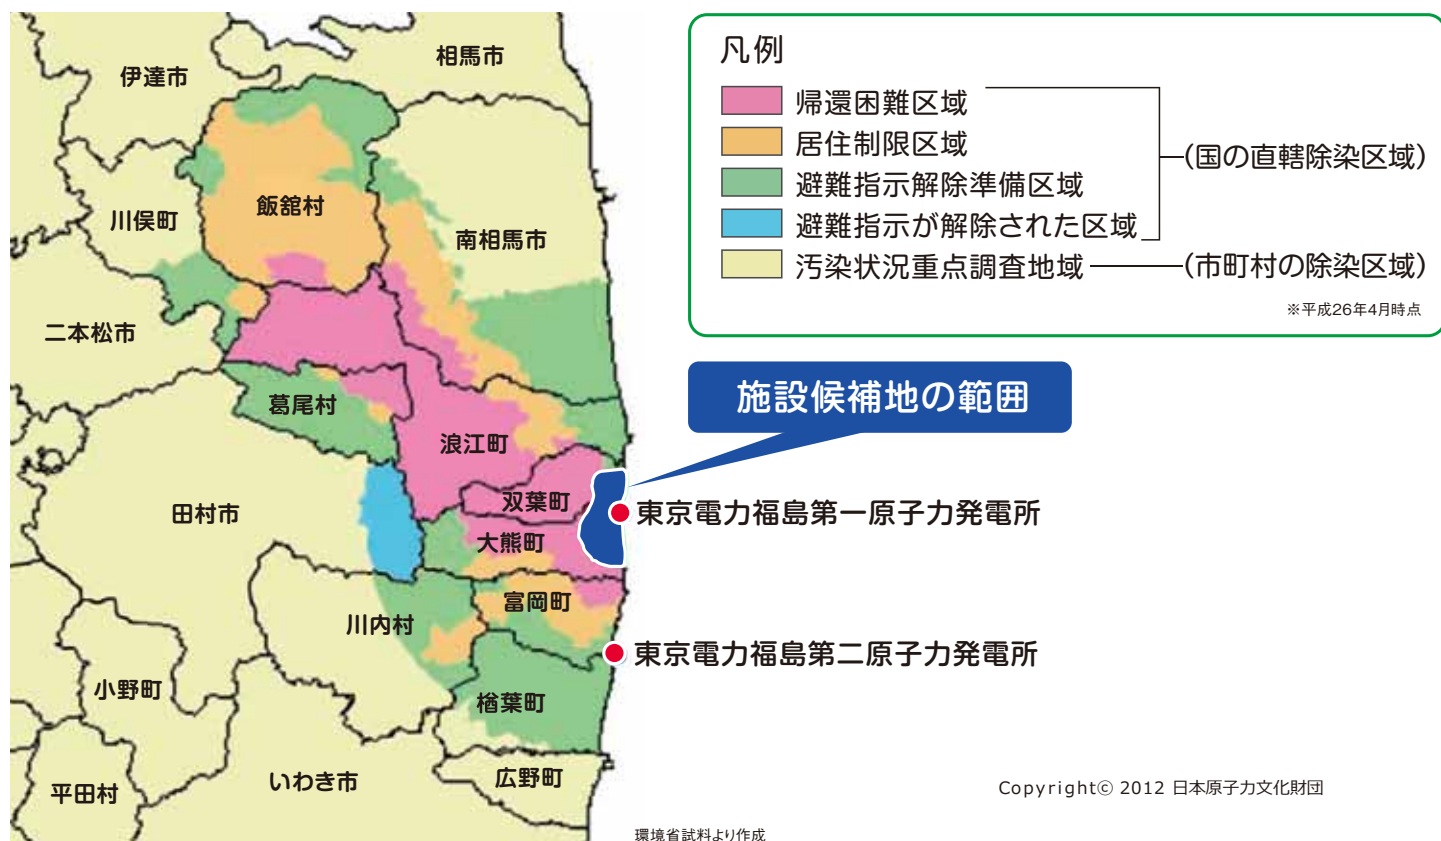 凡例
帰還困難区域
居住制限区域
避難指示解除準備区域
避難指示が解除された区域
汚染状況重点調査地域
(国の直轄除染区域)
(市町村の除染区域)
※平成26年4月時点
相馬市
伊達市
飯舘村
川俣町
南相馬市
二本松市
葛尾村
浪江町
施設候補地の範囲
双葉町
田村市
東京電力福島第一原子力発電所
大熊町
富岡町
川内村
東京電力福島第二原子力発電所
小野町
楢葉町
広野町
いわき市
平田村
Copyright© 2012 日本原子力文化財団
環境省試料より作成